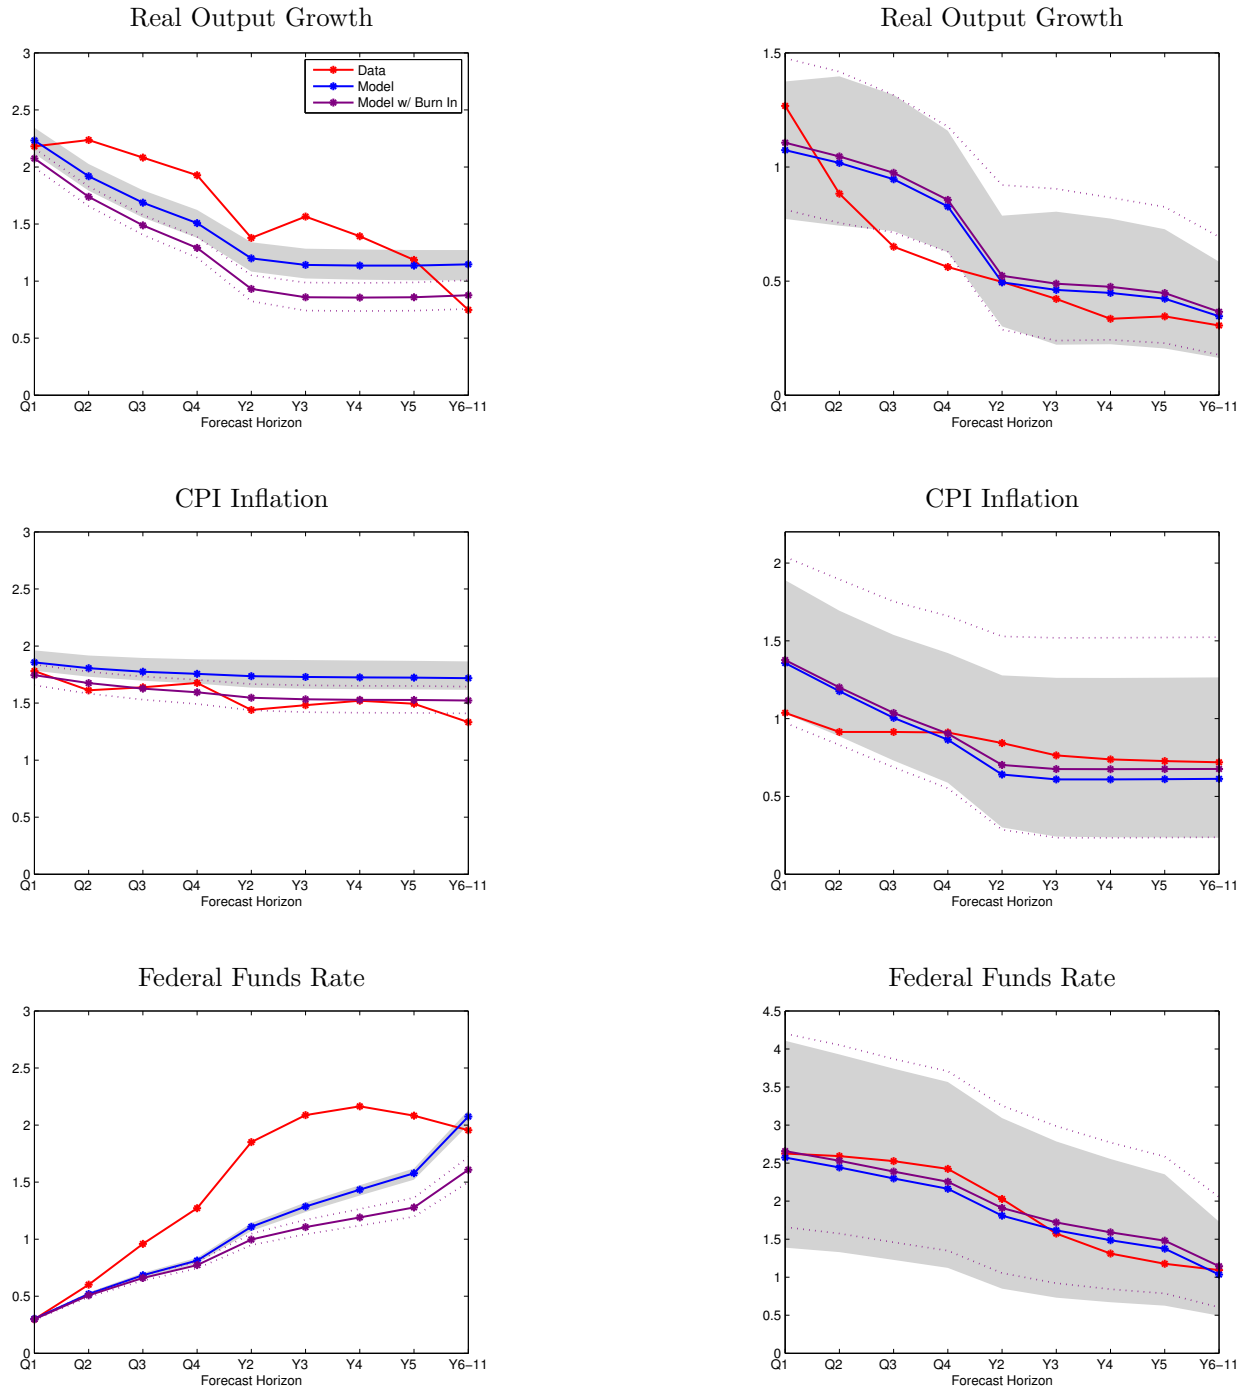 Real Output Growth
3
2.5
2
1.5
1
0.5
0
Data
Model
Model w/ Burn In
Q1 Q2 Q3 Q4 Y2 Y3 Y4 Y5 Y6−11
Forecast Horizon
Real Output Growth
1.5
1
0.5
0
Q1 Q2 Q3 Q4 Y2 Y3 Y4 Y5 Y6−11
Forecast Horizon
CPI Inflation
3
2.5
2
1.5
1
0.5
0
Q1 Q2 Q3 Q4 Y2 Y3 Y4 Y5 Y6−11
Forecast Horizon
CPI Inflation
2
1.5
1
0.5
0
Q1 Q2 Q3 Q4 Y2 Y3 Y4 Y5 Y6−11
Forecast Horizon
Federal Funds Rate
3
2.5
2
1.5
1
0.5
0
Q1 Q2 Q3 Q4 Y2 Y3 Y4 Y5 Y6−11
Forecast Horizon
Federal Funds Rate
4.5
4
3.5
3
2.5
2
1.5
1
0.5
0
Q1 Q2 Q3 Q4 Y2 Y3 Y4 Y5 Y6−11
Forecast Horizon